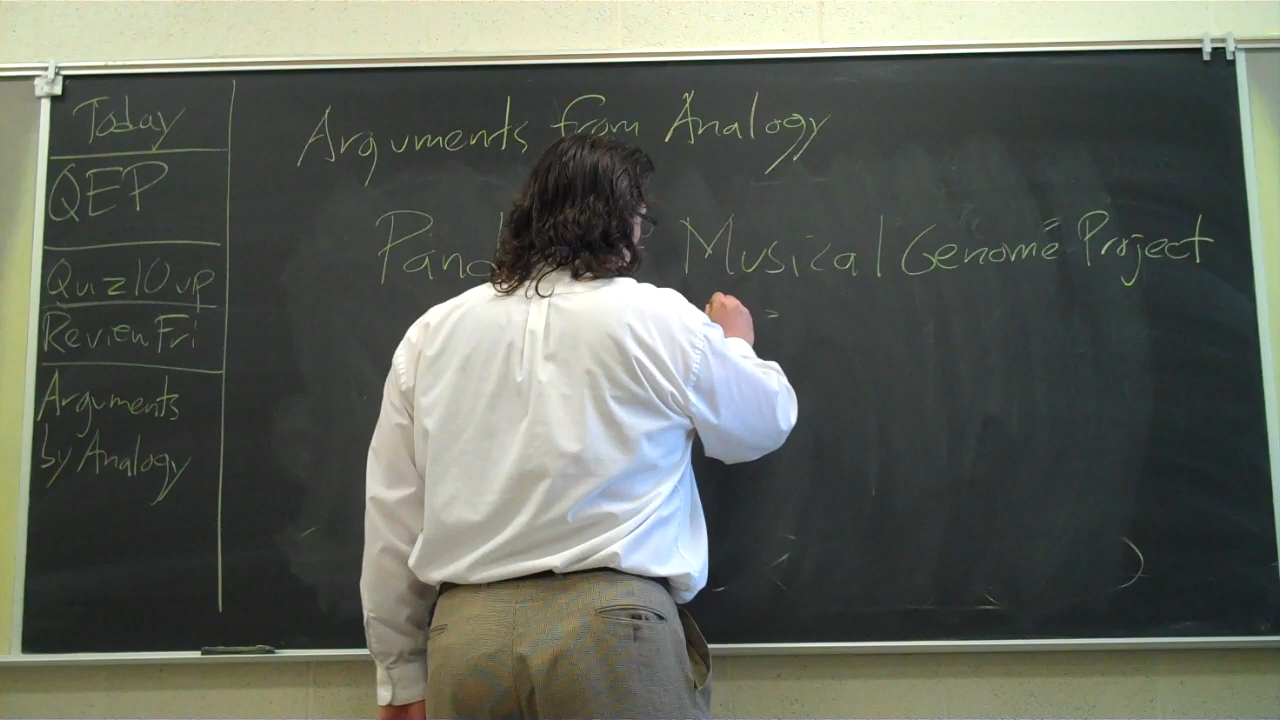 Today
QEP
Quiz 10 up
Review Fri
Arguments
by Analogy
Arguments from Analogy
Pand Musical Genome Project
=